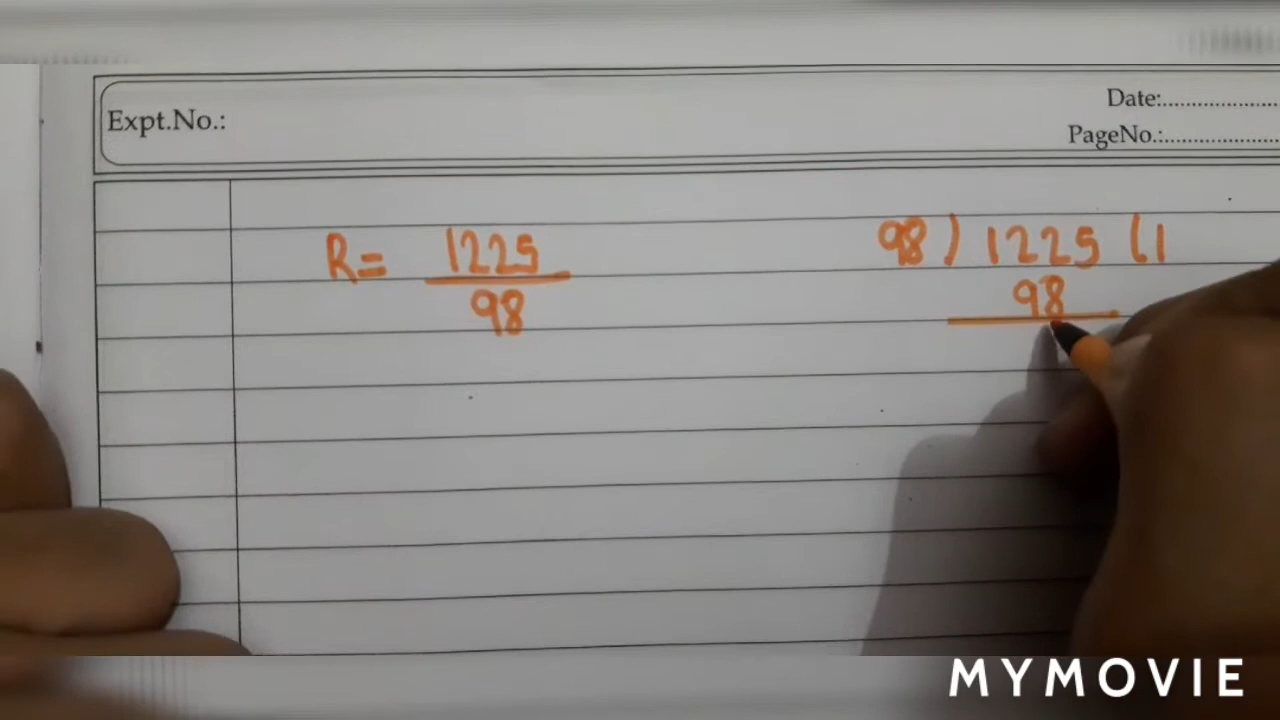 Expt.No.:
Date:....................
PageNo.:....................
R= 1225
98
98 ) 1225 ( 1
98
MYMOVIE